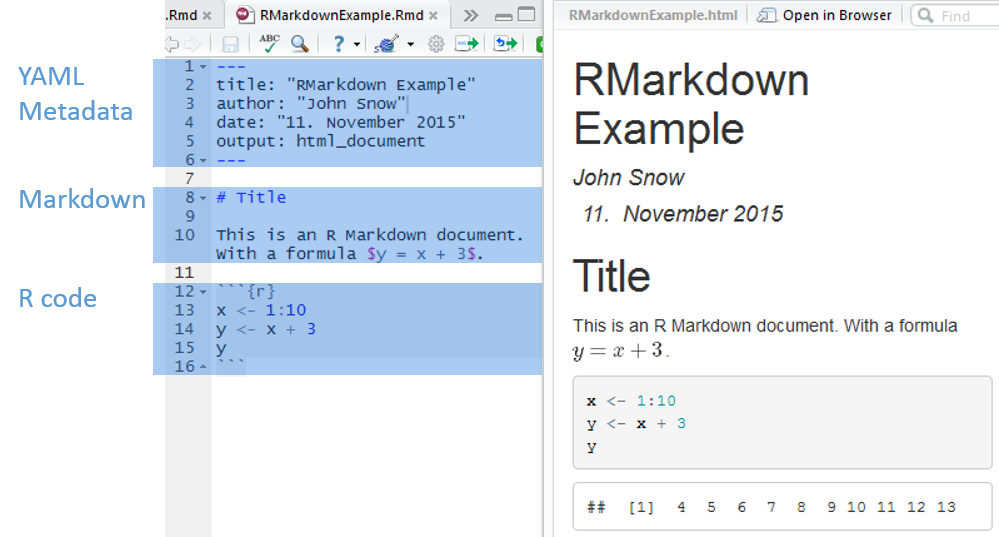 .Rmd
RMarkdownExample.Rmd
ABC
?
YAML
Metadata
1 ---
2 title: "RMarkdown Example"
3 author: "John Snow"
4 date: "11. November 2015"
5 output: html_document
6 ---
7
Markdown
8 # Title
9
10 This is an R Markdown document.
With a formula $y = x + 3$.
11
R code
12 ```{r}
13 x <- 1:10
14 y <- x + 3
15 y
16 ```
RMarkdownExample.html
Open in Browser
Find
RMarkdown
Example
John Snow
11. November 2015
Title
This is an R Markdown document. With a formula
y = x + 3 .
x <- 1:10
y <- x + 3
y
## [1] 4 5 6 7 8 9 10 11 12 13